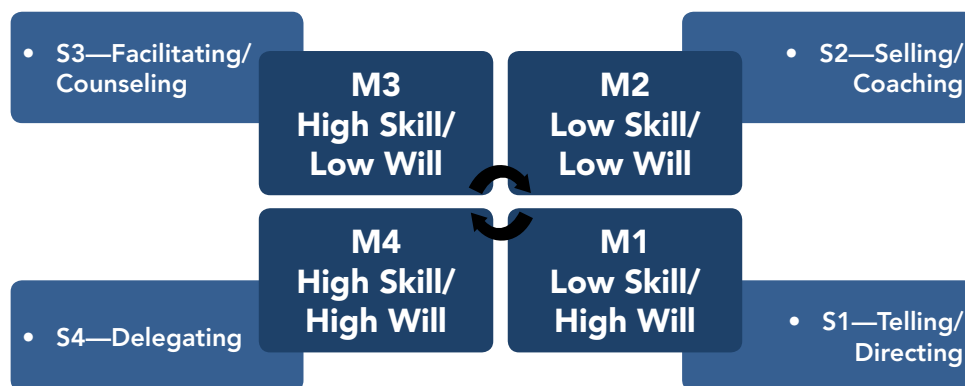 • S3—Facilitating/
Counseling
M3
High Skill/
Low Will
M2
Low Skill/
Low Will
• S2—Selling/
Coaching
• S4—Delegating
M4
High Skill/
High Will
M1
Low Skill/
High Will
• S1—Telling/
Directing